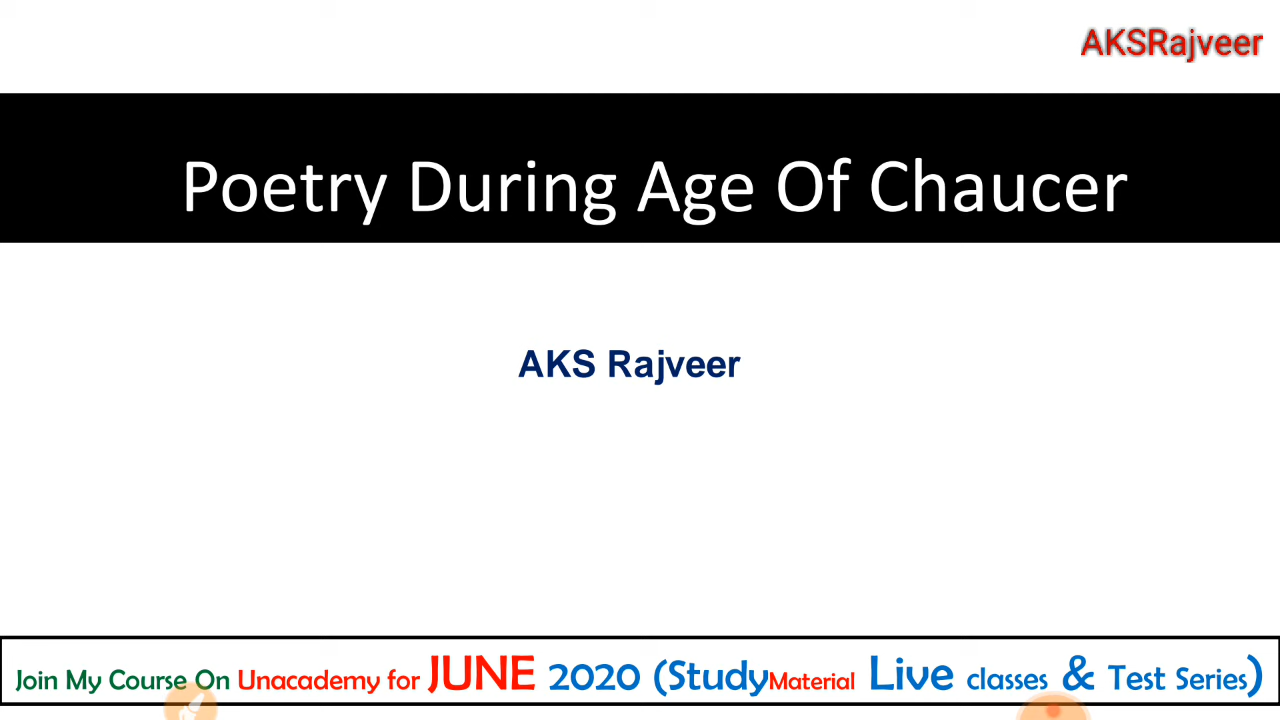 AKSRajveer
Poetry During Age Of Chaucer
AKS Rajveer
Join My Course On Unacademy for JUNE 2020 (StudyMaterial Live classes & Test Series)